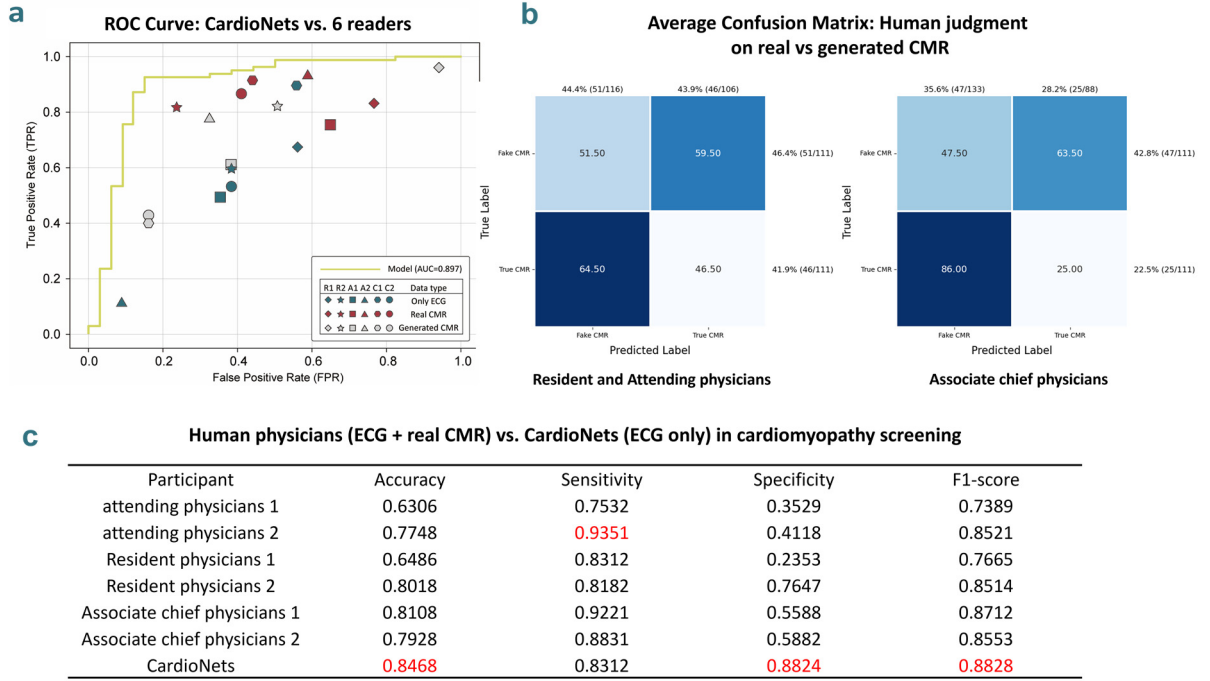 a
ROC Curve: CardioNets vs. 6 readers
True Positive Rate (TPR)
1.0
0.8
0.6
0.4
0.2
0.0
0.0 0.2 0.4 0.6 0.8 1.0
False Positive Rate (FPR)
Model (AUC=0.897)
R1 R2 A1 A2 C1 C2 Data type
Only ECG
Real CMR
Generated CMR
b
Average Confusion Matrix: Human judgment
on real vs generated CMR
44.4% (51/116) 43.9% (46/106)
True Label
Fake CMR 51.50 59.50 46.4% (51/111)
True CMR 64.50 46.50 41.9% (46/111)
Fake CMR True CMR
Predicted Label
Resident and Attending physicians
35.6% (47/133) 28.2% (25/88)
True Label
Fake CMR 47.50 63.50 42.8% (47/111)
True CMR 86.00 25.00 22.5% (25/111)
Fake CMR True CMR
Predicted Label
Associate chief physicians
c
Human physicians (ECG + real CMR) vs. CardioNets (ECG only) in cardiomyopathy screening
Participant Accuracy Sensitivity Specificity F1-score
attending physicians 1 0.6306 0.7532 0.3529 0.7389
attending physicians 2 0.7748 0.9351 0.4118 0.8521
Resident physicians 1 0.6486 0.8312 0.2353 0.7665
Resident physicians 2 0.8018 0.8182 0.7647 0.8514
Associate chief physicians 1 0.8108 0.9221 0.5588 0.8712
Associate chief physicians 2 0.7928 0.8831 0.5882 0.8553
CardioNets 0.8468 0.8312 0.8824 0.8828